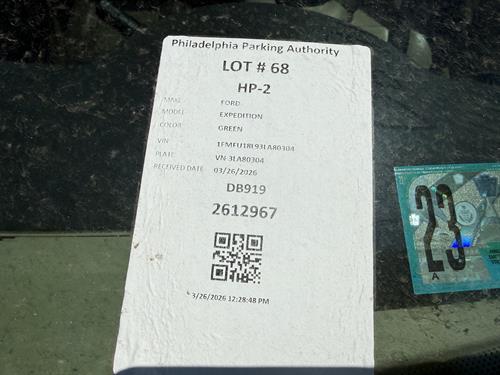 Philadelphia Parking Authority
LOT # 68
HP-2
MAKE FORD
MODEL EXPEDITION
COLOR GREEN
VIN 1FMFU18L93LA80304
PLATE VN-3LA80304
RECEIVED DATE 03/26/2026
DB919
2612967
3/26/2026 12:28:48 PM
23
A